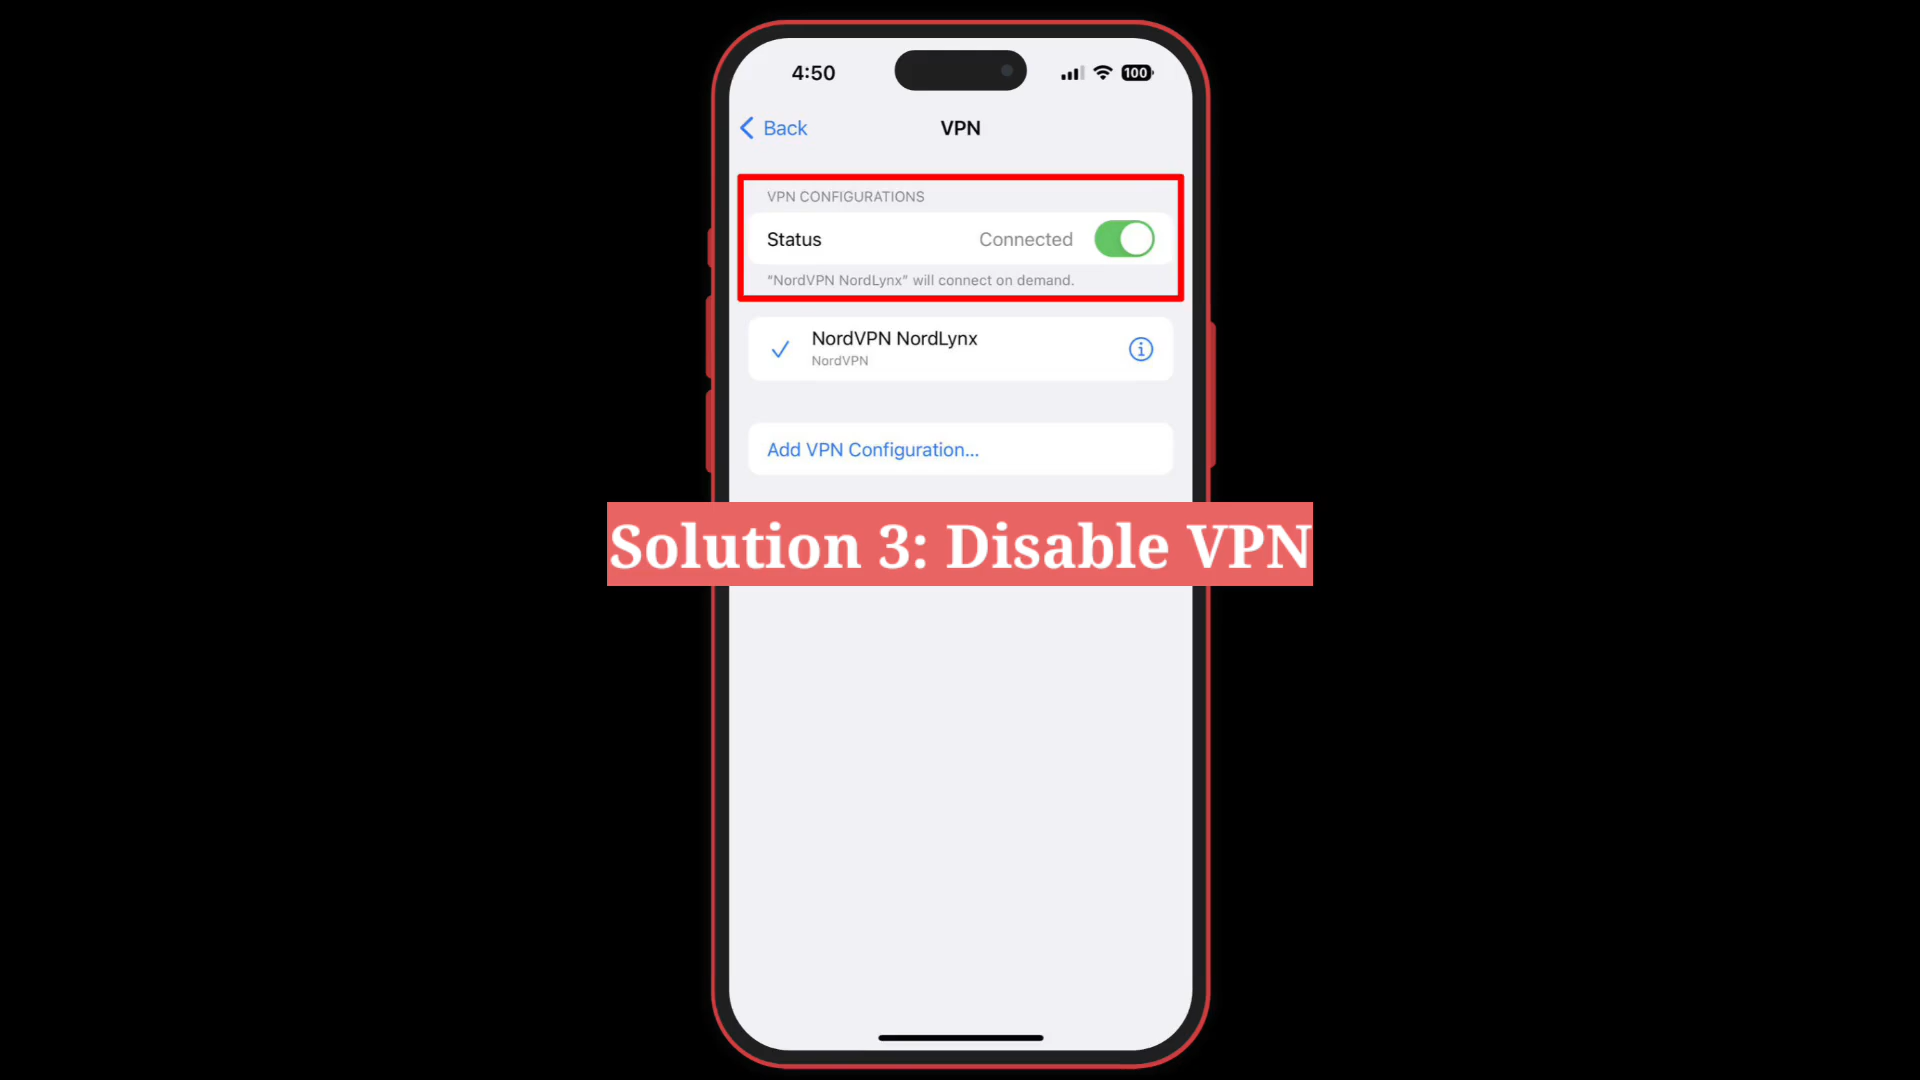 4:50
100
Back
VPN
VPN CONFIGURATIONS
Status Connected
"NordVPN NordLynx" will connect on demand.
NordVPN NordLynx
NordVPN
Add VPN Configuration...
Solution 3: Disable VPN